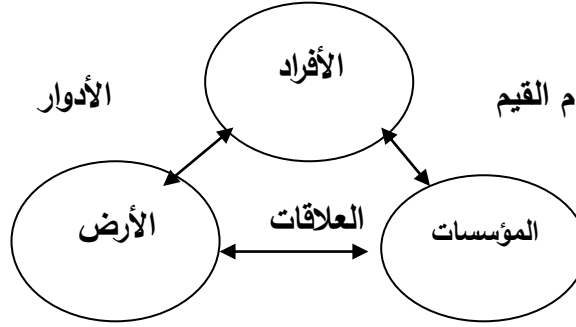 الأفراد
م القيم
الأدوار
العلاقات
المؤسسات
الأرض